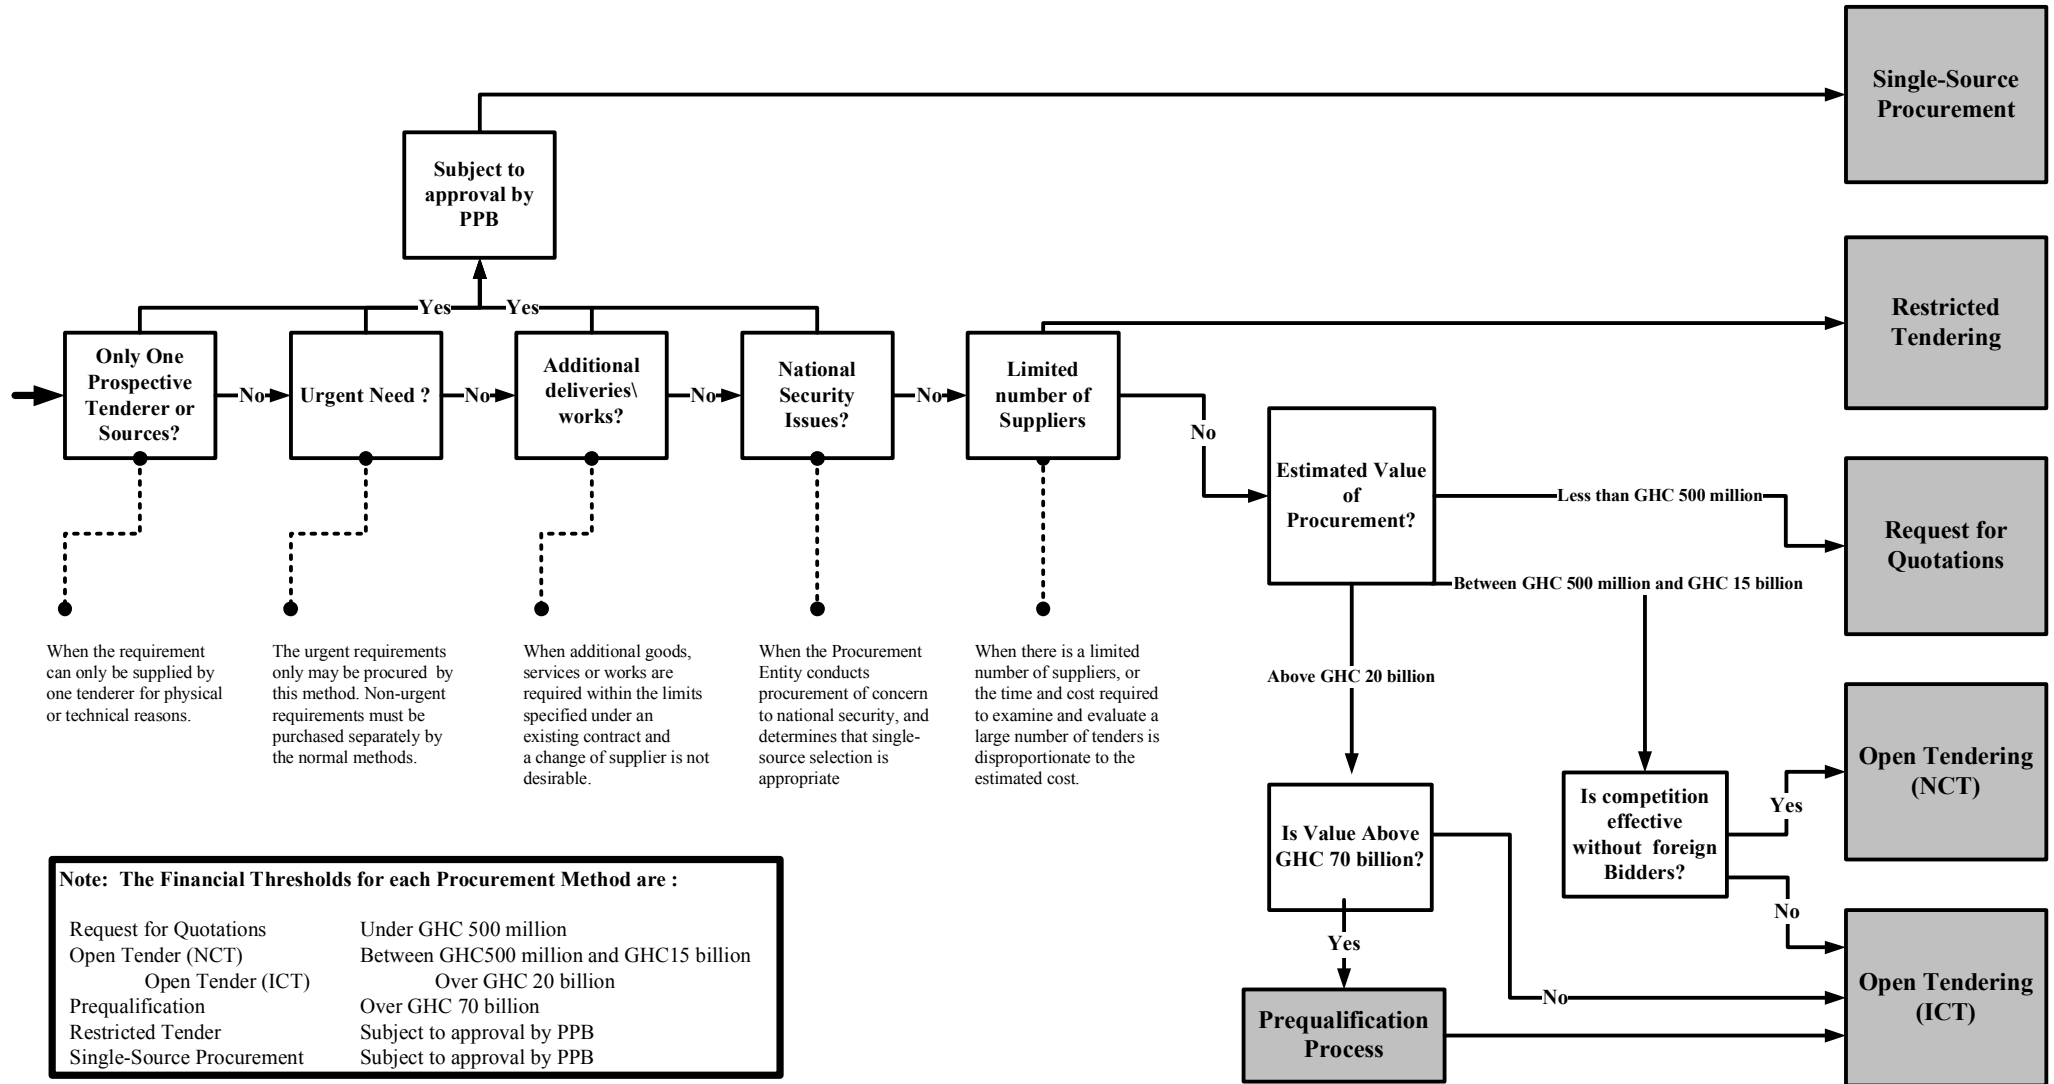 Single-Source
Procurement
Subject to
approval by
PPB
Restricted
Tendering
Yes
Yes
Only One
Prospective
Tenderer or
Sources?
No
Urgent Need ?
No
Additional
deliveries\
works?
No
National
Security
Issues?
No
Limited
number of
Suppliers
No
Estimated Value
of
Procurement?
Less than GHC 500 million
Request for
Quotations
Between GHC 500 million and GHC 15 billion
When the requirement
can only be supplied by
one tenderer for physical
or technical reasons.
The urgent requirements
only may be procured by
this method. Non-urgent
requirements must be
purchased separately by
the normal methods.
When additional goods,
services or works are
required within the limits
specified under an
existing contract and
a change of supplier is not
desirable.
When the Procurement
Entity conducts
procurement of concern
to national security, and
determines that single-
source selection is
appropriate
When there is a limited
number of suppliers, or
the time and cost required
to examine and evaluate a
large number of tenders is
disproportionate to the
estimated cost.
Above GHC 20 billion
Open Tendering
(NCT)
Is Value Above
GHC 70 billion?
Is competition
effective
without foreign
Bidders?
Yes
No
Yes
No
Prequalification
Process
Open Tendering
(ICT)
Note: The Financial Thresholds for each Procurement Method are :
Request for Quotations Under GHC 500 million
Open Tender (NCT) Between GHC500 million and GHC15 billion
Open Tender (ICT) Over GHC 20 billion
Prequalification Over GHC 70 billion
Restricted Tender Subject to approval by PPB
Single-Source Procurement Subject to approval by PPB